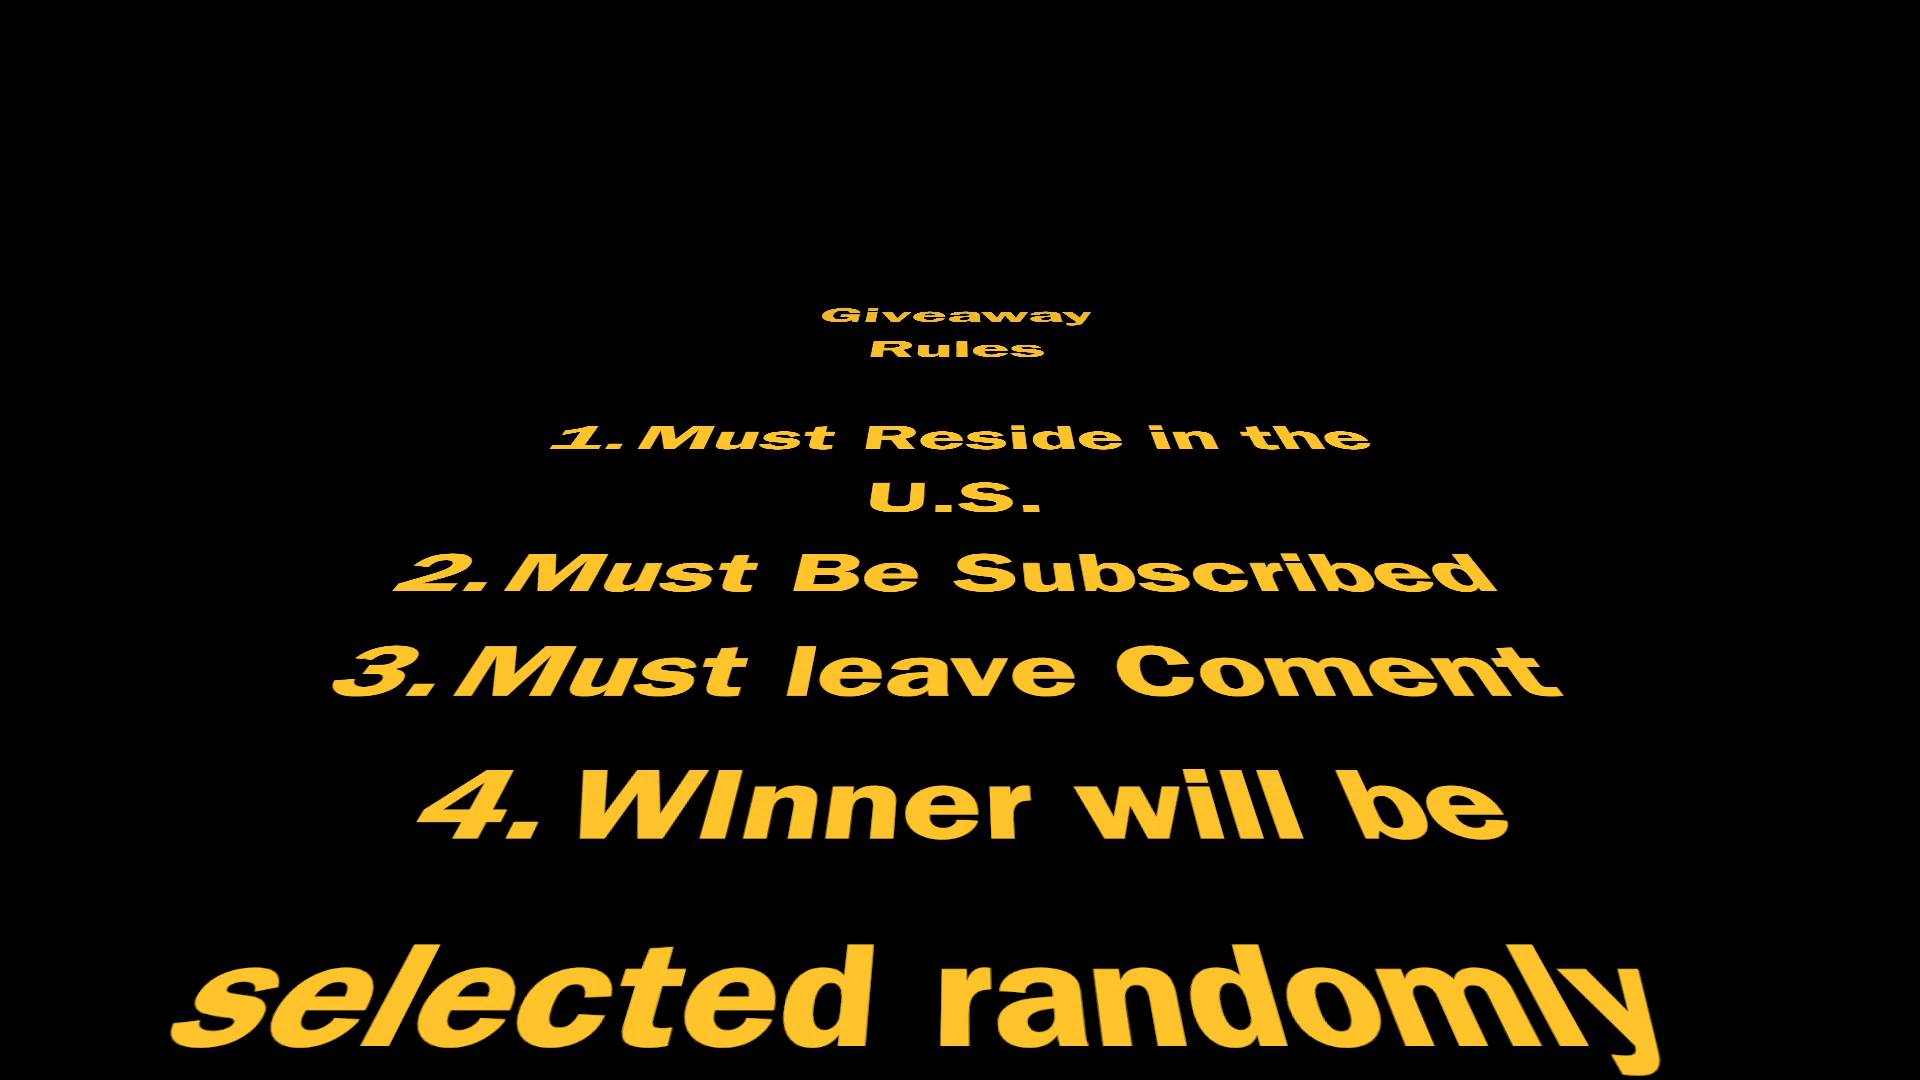 Giveaway
Rules
1. Must Reside in the
U.S.
2. Must Be Subscribed
3. Must leave Coment
4. WInner will be
selected randomly